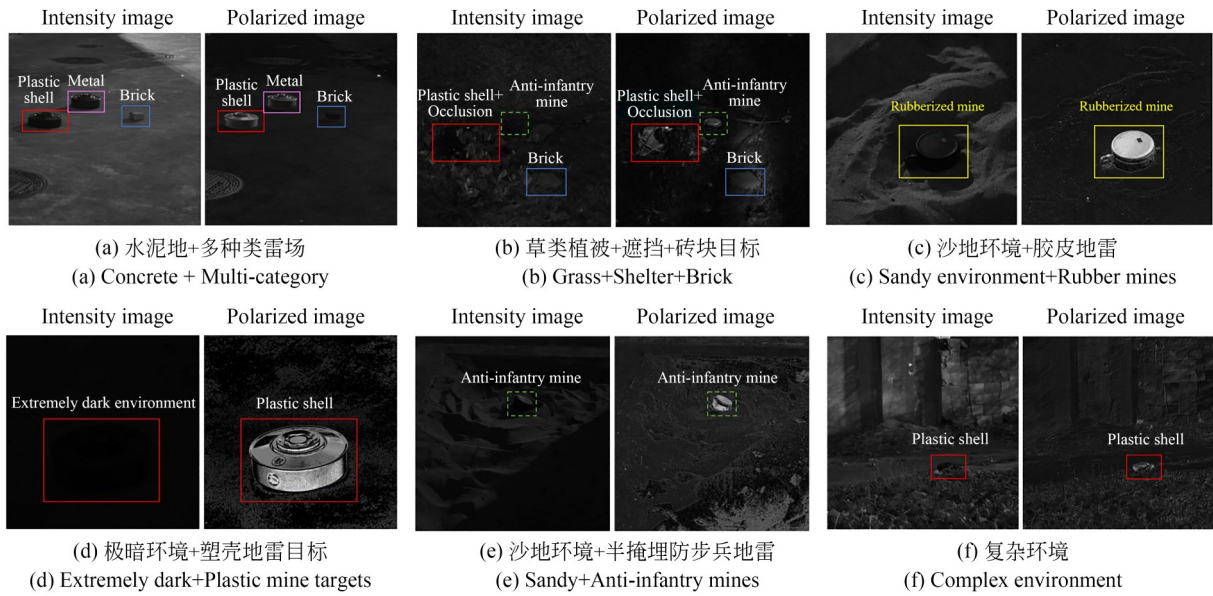 Intensity image Polarized image
Plastic shell
Metal
Brick
Plastic shell
Metal
Brick
(a) 水泥地+多种类雷场
(a) Concrete + Multi-category
Intensity image Polarized image
Plastic shell+
Occlusion
Anti-infantry
mine
Brick
Plastic shell+
Occlusion
Anti-infantry
mine
Brick
(b) 草类植被+遮挡+砖块目标
(b) Grass+Shelter+Brick
Intensity image Polarized image
Rubberized mine
Rubberized mine
(c) 沙地环境+胶皮地雷
(c) Sandy environment+Rubber mines
Intensity image Polarized image
Extremely dark environment
Plastic shell
(d) 极暗环境+塑壳地雷目标
(d) Extremely dark+Plastic mine targets
Intensity image Polarized image
Anti-infantry mine
Anti-infantry mine
(e) 沙地环境+半掩埋防步兵地雷
(e) Sandy+Anti-infantry mines
Intensity image Polarized image
Plastic shell
Plastic shell
(f) 复杂环境
(f) Complex environment